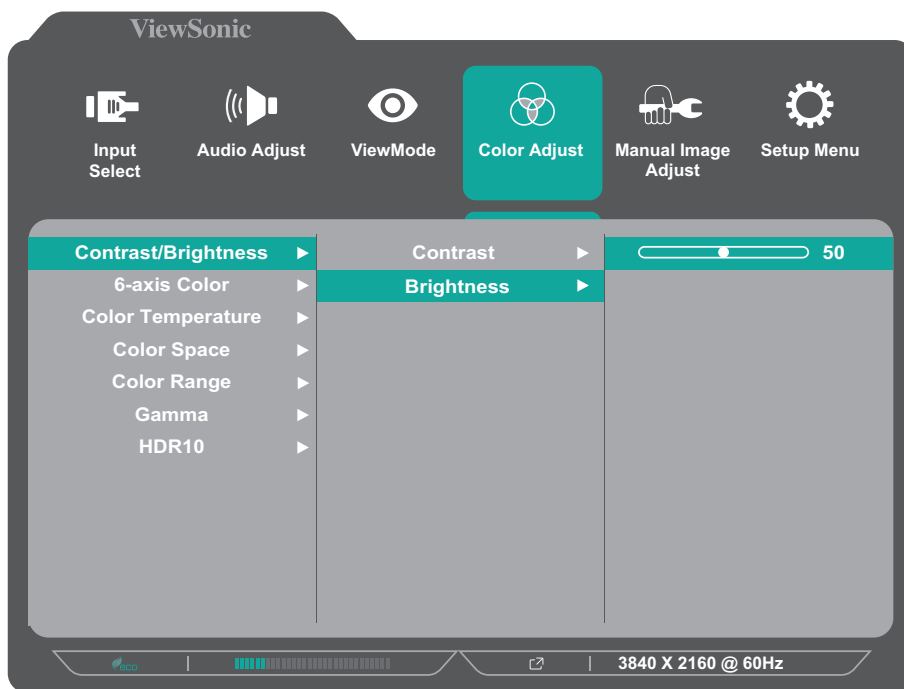 ViewSonic
Input
Select
Audio Adjust
ViewMode
Color Adjust
Manual Image
Adjust
Setup Menu
Contrast/Brightness
Contrast
50
6-axis Color
Brightness
Color Temperature
Color Space
Color Range
Gamma
HDR10
eco
3840 X 2160 @ 60Hz